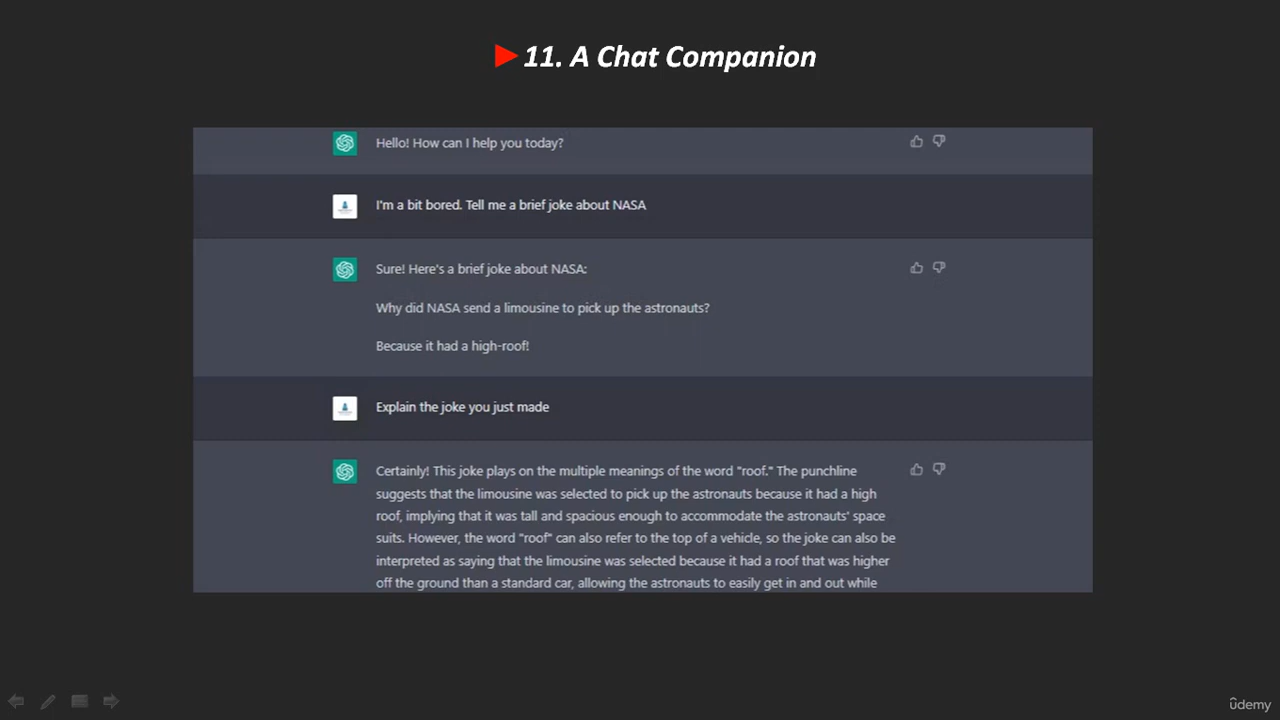 11. A Chat Companion
Hello! How can I help you today?
I'm a bit bored. Tell me a brief joke about NASA
Sure! Here's a brief joke about NASA:
Why did NASA send a limousine to pick up the astronauts?
Because it had a high-roof!
Explain the joke you just made
Certainly! This joke plays on the multiple meanings of the word "roof." The punchline
suggests that the limousine was selected to pick up the astronauts because it had a high
roof, implying that it was tall and spacious enough to accommodate the astronauts' space
suits. However, the word "roof" can also refer to the top of a vehicle, so the joke can also be
interpreted as saying that the limousine was selected because it had a roof that was higher
off the ground than a standard car, allowing the astronauts to easily get in and out while
ûdemy